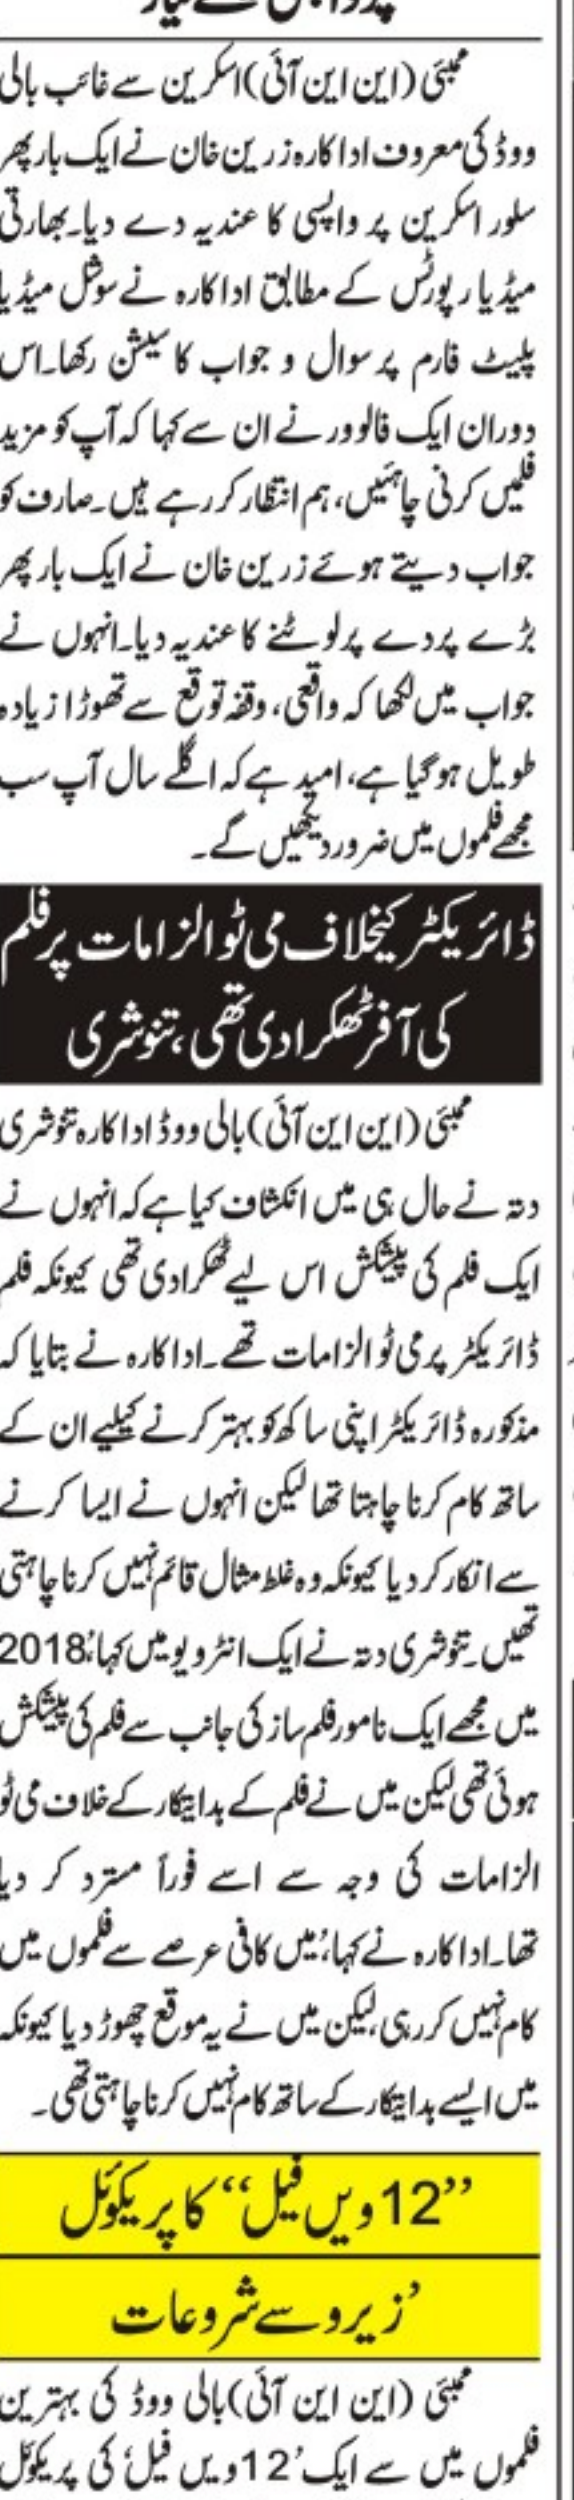 ممبئی (این این آئی) اسکرین سے غائب بالی
ووڈ کی معروف اداکارہ زرین خان نے ایک بار پھر
سلور اسکرین پر واپسی کا عندیہ دے دیا۔ بھارتی
میڈیا رپورٹس کے مطابق اداکارہ نے سوشل میڈیا
پلیٹ فارم پر سوال و جواب کا سیشن رکھا۔ اس
دوران ایک فالوور نے ان سے کہا کہ آپ کو مزید
فلمیں کرنی چاہئیں، ہم انتظار کر رہے ہیں۔ صارف کو
جواب دیتے ہوئے زرین خان نے ایک بار پھر
بڑے پردے پر لوٹنے کا عندیہ دیا۔ انہوں نے
جواب میں لکھا کہ واقعی، وقفہ توقع سے تھوڑا زیادہ
طویل ہوگیا ہے، امید ہے کہ اگلے سال آپ سب
مجھے فلموں میں ضرور دیکھیں گے۔
ڈائریکٹر کیخلاف می ٹو الزامات پر فلم
کی آفر ٹھکرا دی تھی، تنوشری
ممبئی (این این آئی) بالی ووڈ اداکارہ تنوشری
دتہ نے حال ہی میں انکشاف کیا ہے کہ انہوں نے
ایک فلم کی پیشکش اس لیے ٹھکرا دی تھی کیونکہ فلم
ڈائریکٹر پر می ٹو الزامات تھے۔ اداکارہ نے بتایا کہ
مذکورہ ڈائریکٹر اپنی ساکھ کو بہتر کرنے کیلیے ان کے
ساتھ کام کرنا چاہتا تھا لیکن انہوں نے ایسا کرنے
سے انکار کر دیا کیونکہ وہ غلط مثال قائم نہیں کرنا چاہتی
تھیں۔ تنوشری دتہ نے ایک انٹرویو میں کہا، '2018
میں مجھے ایک نامور فلم ساز کی جانب سے فلم کی پیشکش
ہوئی تھی لیکن میں نے فلم کے ہدایتکار کے خلاف می ٹو
الزامات کی وجہ سے اسے فوراً مسترد کر دیا
تھا۔ اداکارہ نے کہا، 'میں کافی عرصے سے فلموں میں
کام نہیں کر رہی، لیکن میں نے یہ موقع چھوڑ دیا کیونکہ
میں ایسے ہدایتکار کے ساتھ کام نہیں کرنا چاہتی تھی۔
”12 ویں فیل“ کا پریکوئل
'زیرو سے شروعات
ممبئی (این این آئی) بالی ووڈ کی بہترین
فلموں میں سے ایک '12 ویں فیل' کی پریکوئل